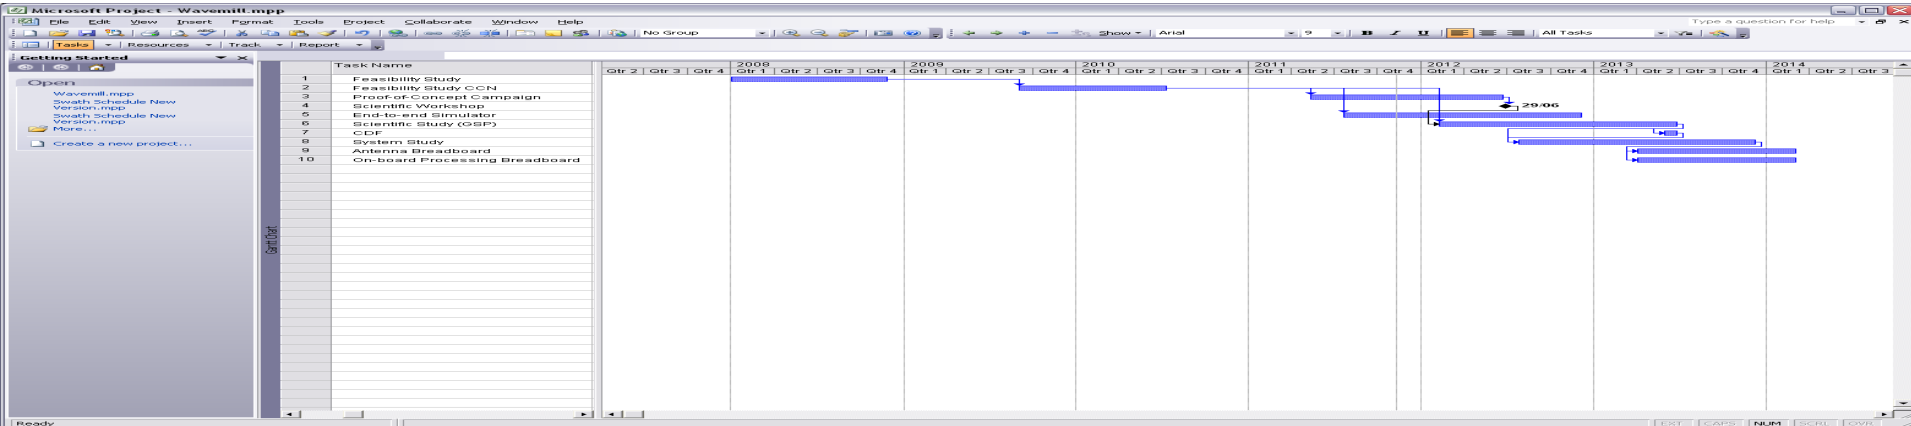 Microsoft Project - Wavemill.mpp
File Edit View Insert Format Tools Project Collaborate Window Help
Type a question for help
No Group Show Arial 9 B I U All Tasks
Tasks Resources Track Report
Getting Started
Open
Wavemill.mpp
Swath Schedule New
Version.mpp
Swath Schedule New
Version.mpp
More...
Create a new project...
Gantt Chart
Task Name
1 Feasibility Study
2 Feasibility Study CCN
3 Proof-of-Concept Campaign
4 Scientific Workshop
5 End-to-end Simulator
6 Scientific Study (GSP)
7 CDF
8 System Study
9 Antenna Breadboard
10 On-board Processing Breadboard
2008 2009 2010 2011 2012 2013 2014
Qtr 2 Qtr 3 Qtr 4 Qtr 1 Qtr 2 Qtr 3 Qtr 4 Qtr 1 Qtr 2 Qtr 3 Qtr 4 Qtr 1 Qtr 2 Qtr 3 Qtr 4 Qtr 1 Qtr 2 Qtr 3 Qtr 4 Qtr 1 Qtr 2 Qtr 3 Qtr 4 Qtr 1 Qtr 2 Qtr 3 Qtr 4 Qtr 1 Qtr 2 Qtr 3
29/06
Ready
EXT CAPS NUM SCRL OVR